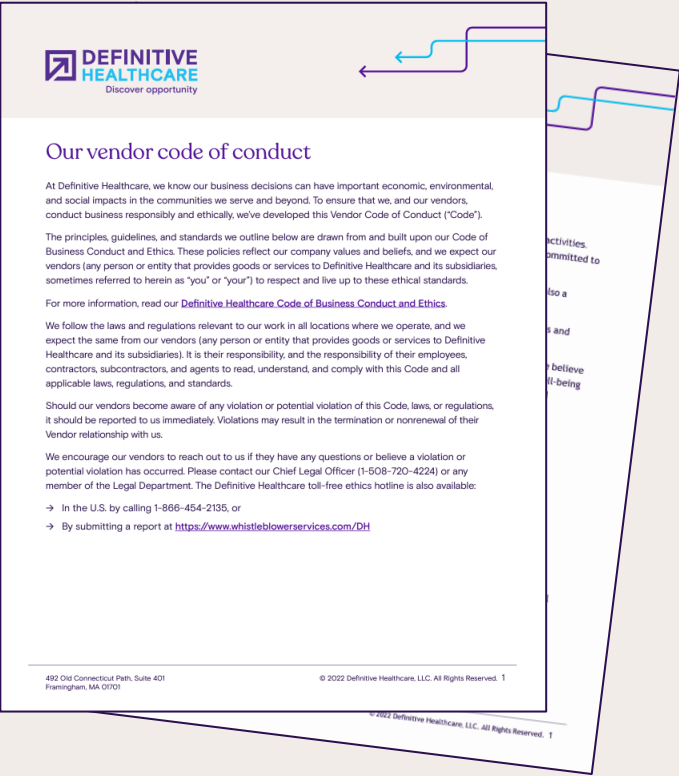 DEFINITIVE
HEALTHCARE
Discover opportunity
Our vendor code of conduct
At Definitive Healthcare, we know our business decisions can have important economic, environmental,
and social impacts in the communities we serve and beyond. To ensure that we, and our vendors,
conduct business responsibly and ethically, we've developed this Vendor Code of Conduct ("Code").
The principles, guidelines, and standards we outline below are drawn from and built upon our Code of
Business Conduct and Ethics. These policies reflect our company values and beliefs, and we expect our
vendors (any person or entity that provides goods or services to Definitive Healthcare and its subsidiaries,
sometimes referred to herein as "you" or "your") to respect and live up to these ethical standards.
For more information, read our Definitive Healthcare Code of Business Conduct and Ethics.
We follow the laws and regulations relevant to our work in all locations where we operate, and we
expect the same from our vendors (any person or entity that provides goods or services to Definitive
Healthcare and its subsidiaries). It is their responsibility, and the responsibility of their employees,
contractors, subcontractors, and agents to read, understand, and comply with this Code and all
applicable laws, regulations, and standards.
Should our vendors become aware of any violation or potential violation of this Code, laws, or regulations,
it should be reported to us immediately. Violations may result in the termination or nonrenewal of their
Vendor relationship with us.
We encourage our vendors to reach out to us if they have any questions or believe a violation or
potential violation has occurred. Please contact our Chief Legal Officer (1-508-720-4224) or any
member of the Legal Department. The Definitive Healthcare toll-free ethics hotline is also available:
→ In the U.S. by calling 1-866-454-2135, or
→ By submitting a report at https://www.whistleblowerservices.com/DH
492 Old Connecticut Path, Suite 401
Framingham, MA 01701
© 2022 Definitive Healthcare, LLC. All Rights Reserved. 1
activities.
ommitted to
lso a
s and
believe
ll-being
© 2022 Definitive Healthcare, LLC. All Rights Reserved. 1